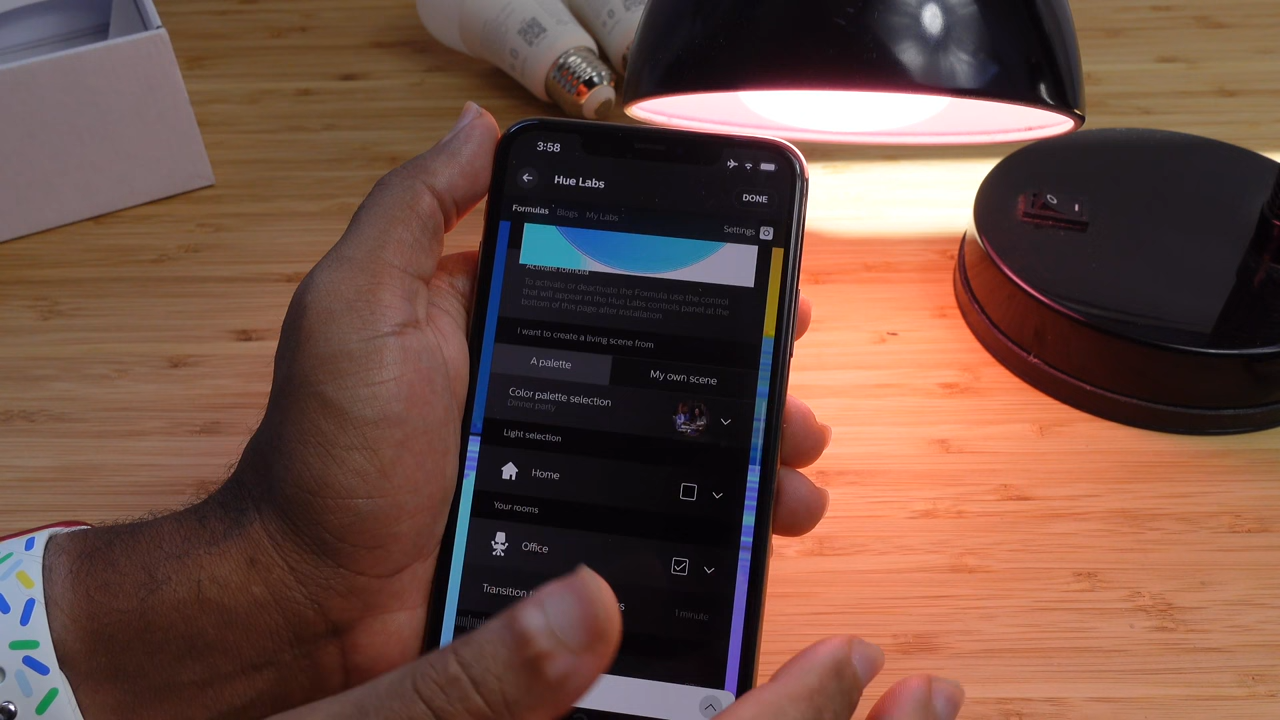 3:58
Hue Labs
DONE
Formulas Blogs My Labs
Settings
Activate formula
To activate or deactivate the Formula use the control
that will appear in the Hue Labs controls panel at the
bottom of this page after installation.
I want to create a living scene from
A palette
My own scene
Color palette selection
Dinner party
Light selection
Home
Your rooms
Office
Transition
1 minute